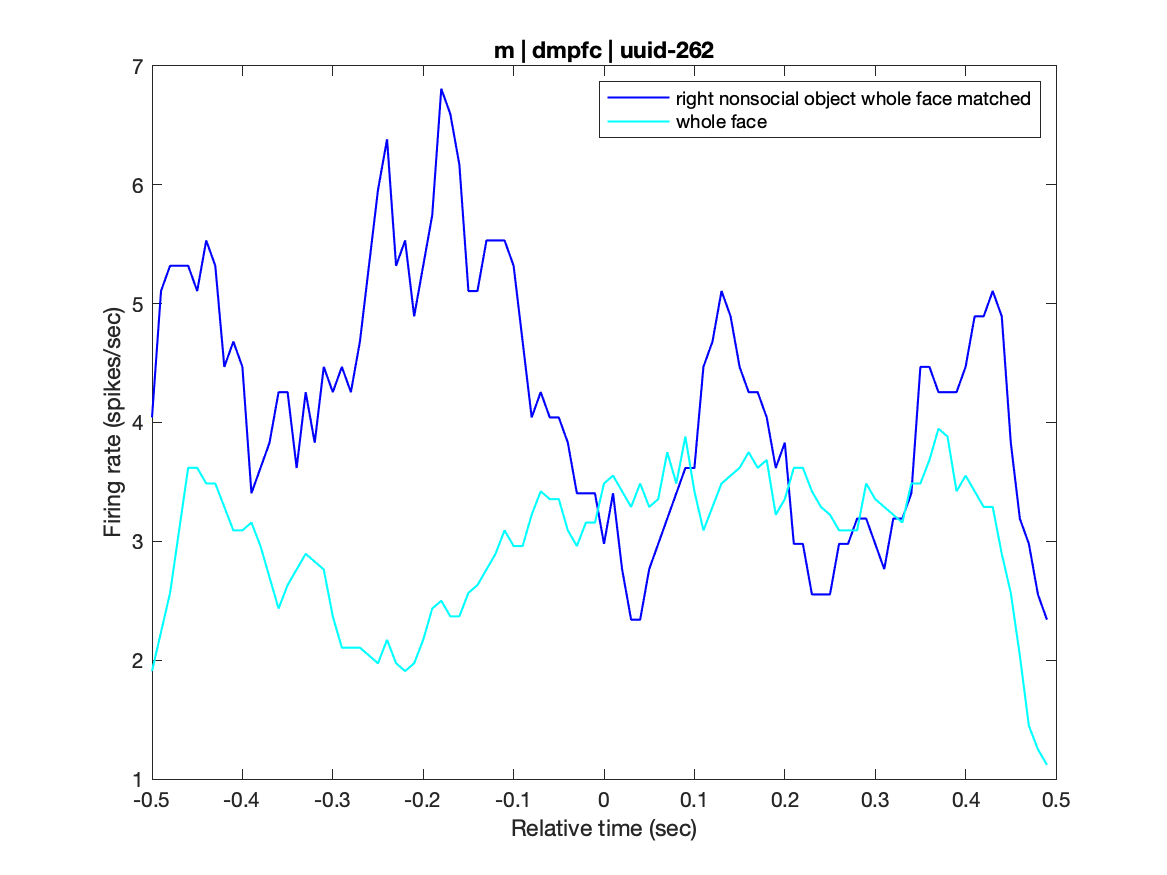 m | dmpfc | uuid-262
7
right nonsocial object whole face matched
whole face
6
5
4
3
2
1
Firing rate (spikes/sec)
-0.5 -0.4 -0.3 -0.2 -0.1 0 0.1 0.2 0.3 0.4 0.5
Relative time (sec)